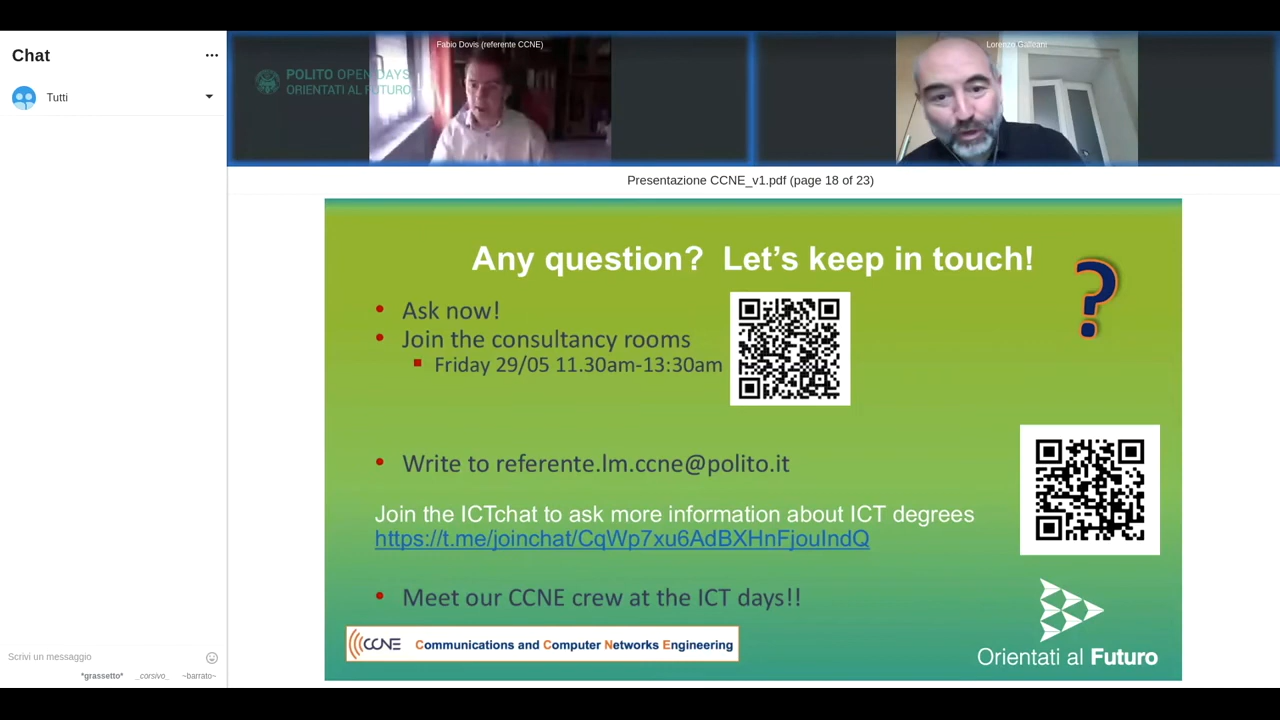 Chat
Tutti
Fabio Dovis (referente CCNE)
POLITO OPEN DAYS
ORIENTATI AL FUTURO
Lorenzo Galleani
Presentazione CCNE_v1.pdf (page 18 of 23)
Any question? Let's keep in touch!
?
Ask now!
Join the consultancy rooms
Friday 29/05 11.30am-13:30am
Write to referente.lm.ccne@polito.it
Join the ICTchat to ask more information about ICT degrees
https://t.me/joinchat/CqWp7xu6AdBXHnFjouIndQ
Meet our CCNE crew at the ICT days!!
CCNE Communications and Computer Networks Engineering
Orientati al Futuro
Scrivi un messaggio
*grassetto* _corsivo_ ~barrato~